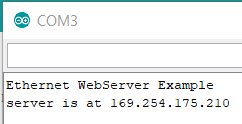 COM3
Ethernet WebServer Example
server is at 169.254.175.210